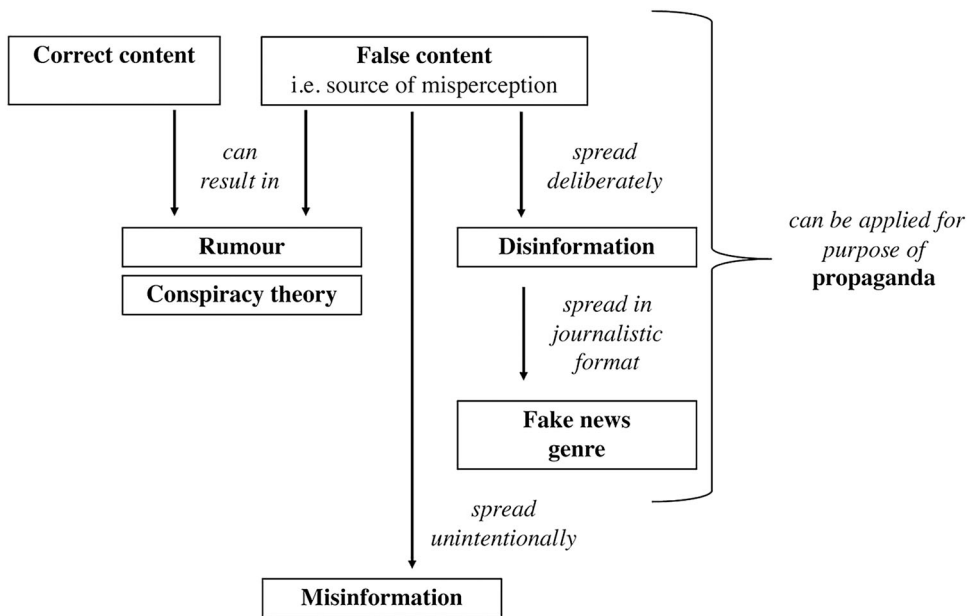 Correct content
False content
i.e. source of misperception
can
result in
spread
deliberately
Rumour
Conspiracy theory
Disinformation
can be applied for
purpose of
propaganda
spread in
journalistic
format
Fake news
genre
spread
unintentionally
Misinformation